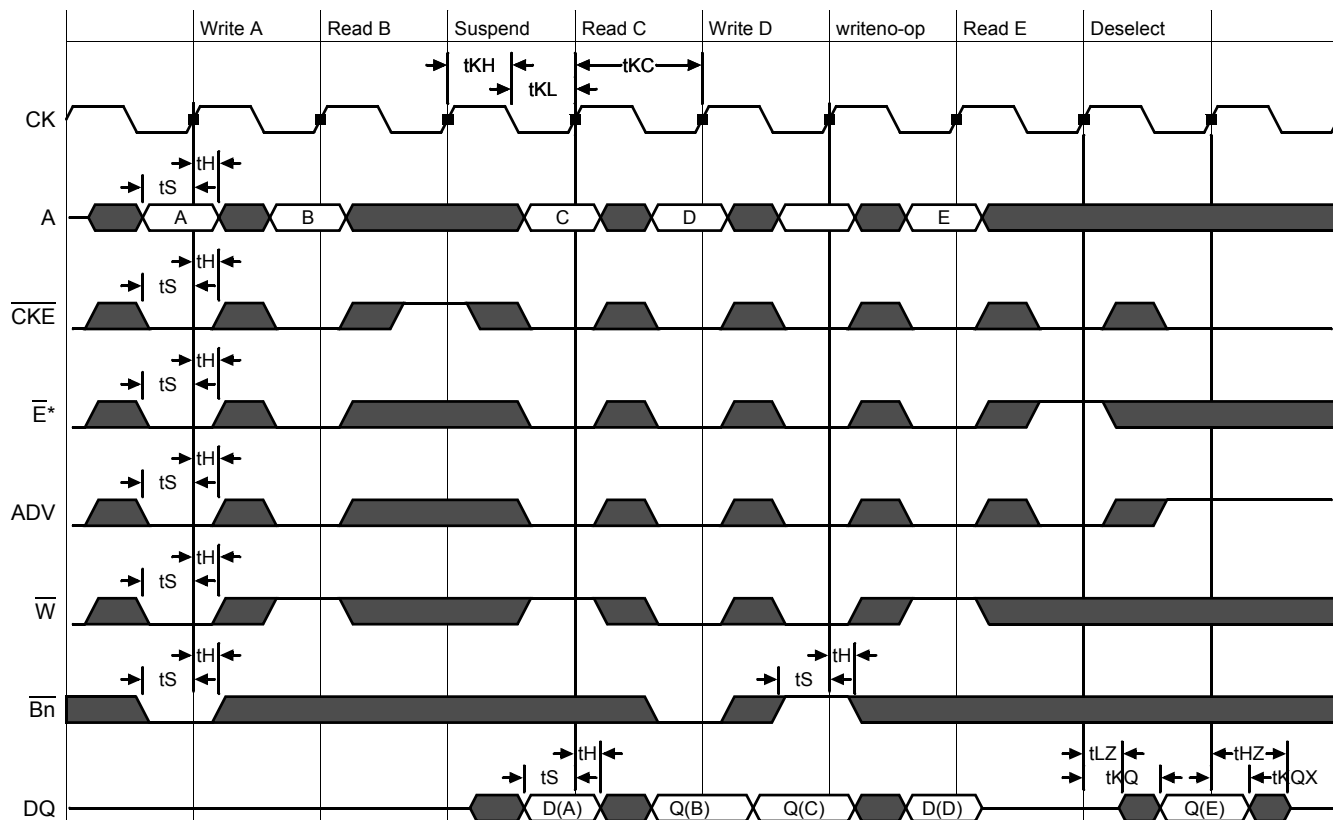 Write A Read B Suspend Read C Write D writeno-op Read E Deselect
tKH tKC
tKL
CK
tH
tS
A A B C D E
tH
tS
CKE
tH
tS
E*
tH
tS
ADV
tH
tS
W
tH tH
tS tS
Bn
tH tLZ tHZ
tS tKQ tKQX
DQ D(A) Q(B) Q(C) D(D) Q(E)